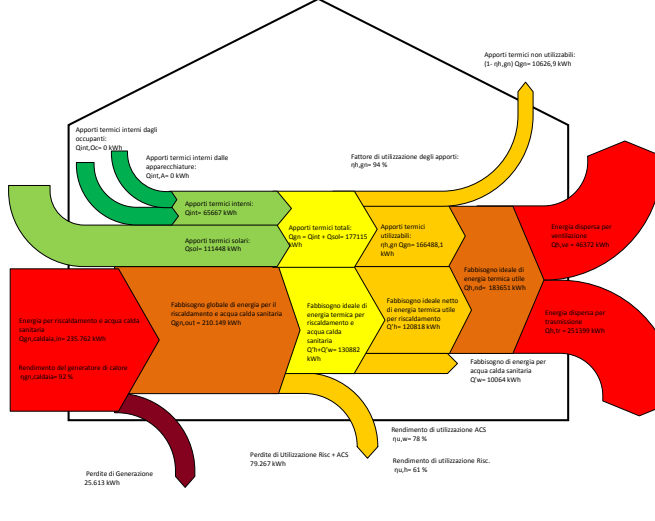 Apporti termici non utilizzabili:
(1- ηh,gn) Qgn= 10626,9 kWh
Apporti termici interni dagli
occupanti:
Qint,Oc= 0 kWh
Apporti termici interni dalle
apparecchiature:
Qint,A= 0 kWh
Fattore di utilizzazione degli apporti:
ηh,gn= 94 %
Apporti termici interni:
Qint= 65667 kWh
Apporti termici solari:
Qsol= 111448 kWh
Apporti termici totali:
Qgn = Qint + Qsol= 177115
kWh
Apporti termici
utilizzabili:
ηh,gn Qgn= 166488,1
kWh
Energia dispersa per
ventilazione
Qh,ve = 46372 kWh
Fabbisogno ideale di
energia termica utile
Qh,nd= 183651 kWh
Energia per riscaldamento e acqua calda
sanitaria
Qgn,caldaia,in= 235.762 kWh
Rendimento del generatore di calore
ηgn,caldaia= 92 %
Fabbisogno globale di energia per il
riscaldamento e acqua calda sanitaria
Qgn,out = 210.149 kWh
Fabbisogno ideale di
energia termica per
riscaldamento e
acqua calda
sanitaria
Q'h+Q'w= 130882
kWh
Fabbisogno ideale netto
di energia termica utile
per riscaldamento
Q'h= 120818 kWh
Energia dispersa per
trasmissione
Qh,tr = 251399 kWh
Fabbisogno di energia per
acqua calda sanitaria
Q'w= 10064 kWh
Rendimento di utilizzazione ACS
ηu,w= 78 %
Rendimento di utilizzazione Risc.
ηu,h= 61 %
Perdite di Utilizzazione Risc + ACS
79.267 kWh
Perdite di Generazione
25.613 kWh